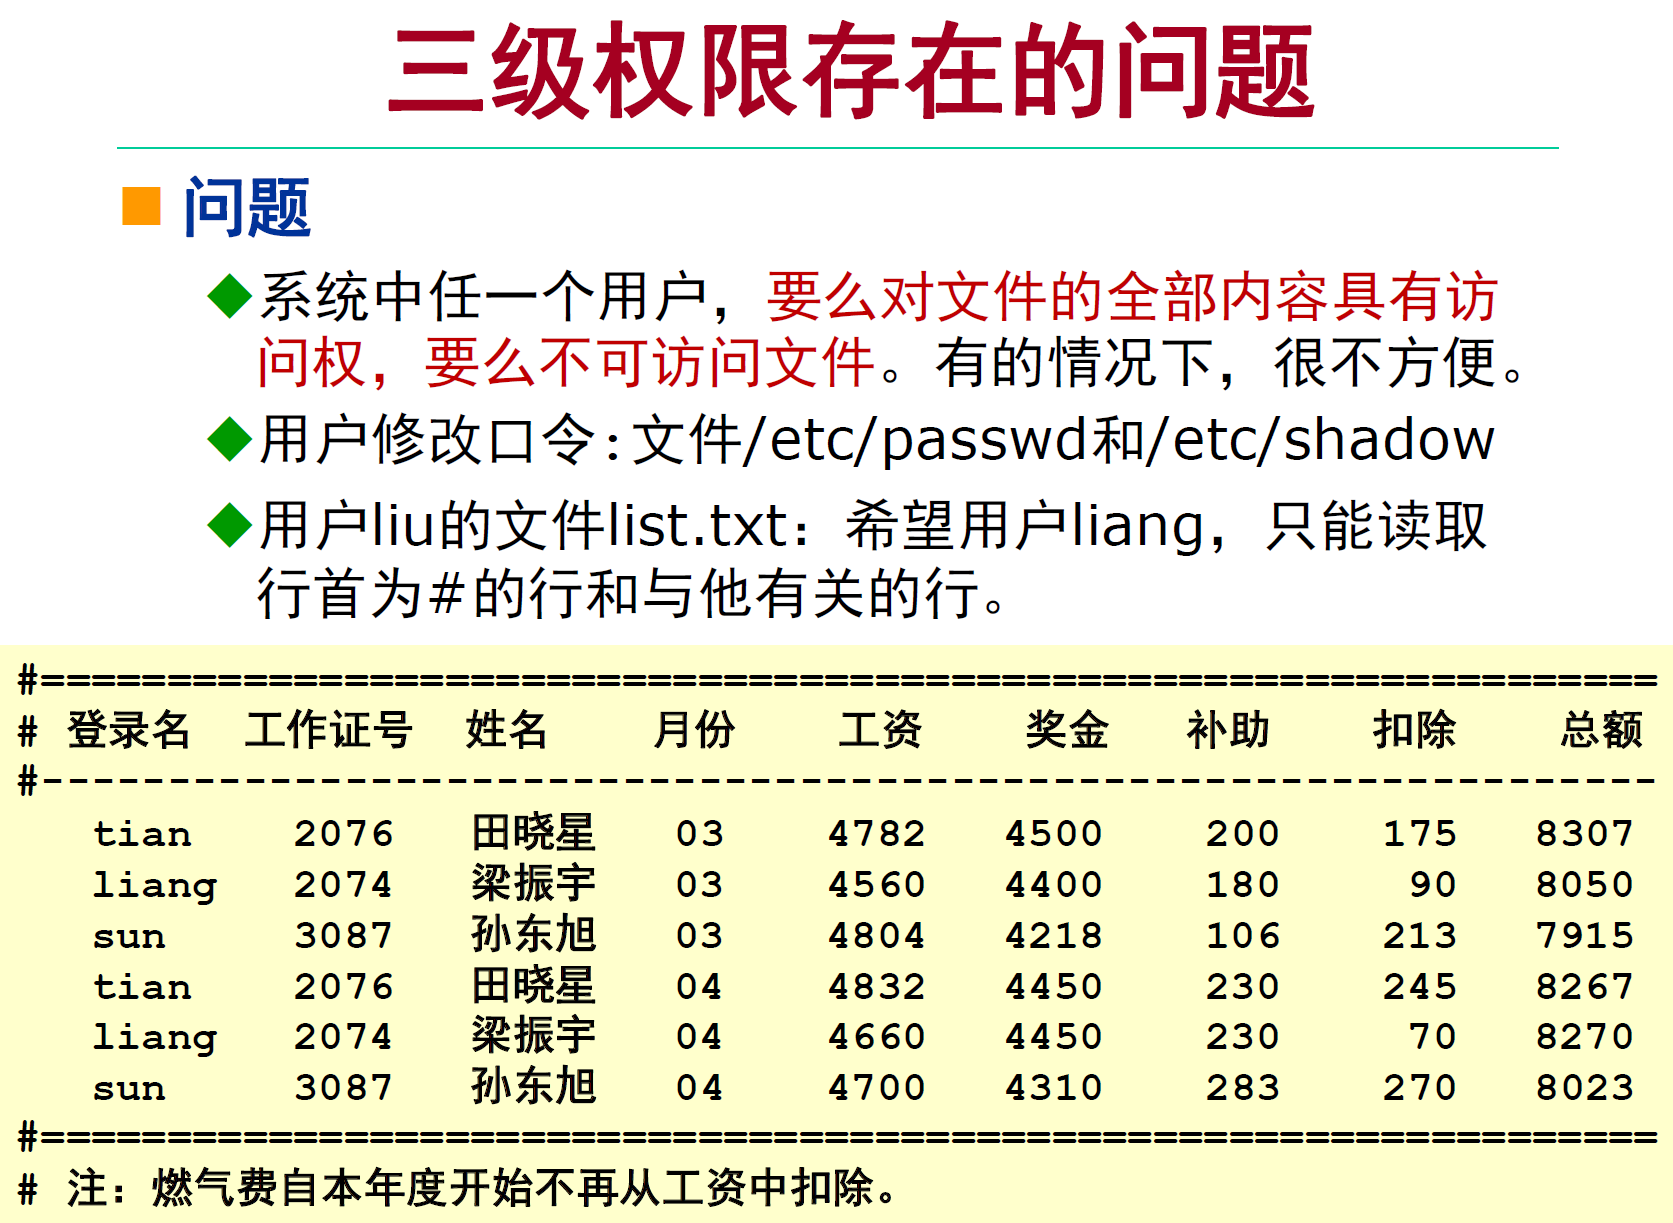 三级权限存在的问题
问题
系统中任一个用户，要么对文件的全部内容具有访
问权，要么不可访问文件。有的情况下，很不方便。
用户修改口令:文件/etc/passwd和/etc/shadow
用户liu的文件list.txt：希望用户liang，只能读取
行首为#的行和与他有关的行。
#================================================================
# 登录名 工作证号 姓名 月份 工资 奖金 补助 扣除 总额
#----------------------------------------------------------------
tian 2076 田晓星 03 4782 4500 200 175 8307
liang 2074 梁振宇 03 4560 4400 180 90 8050
sun 3087 孙东旭 03 4804 4218 106 213 7915
tian 2076 田晓星 04 4832 4450 230 245 8267
liang 2074 梁振宇 04 4660 4450 230 70 8270
sun 3087 孙东旭 04 4700 4310 283 270 8023
#================================================================
# 注：燃气费自本年度开始不再从工资中扣除。